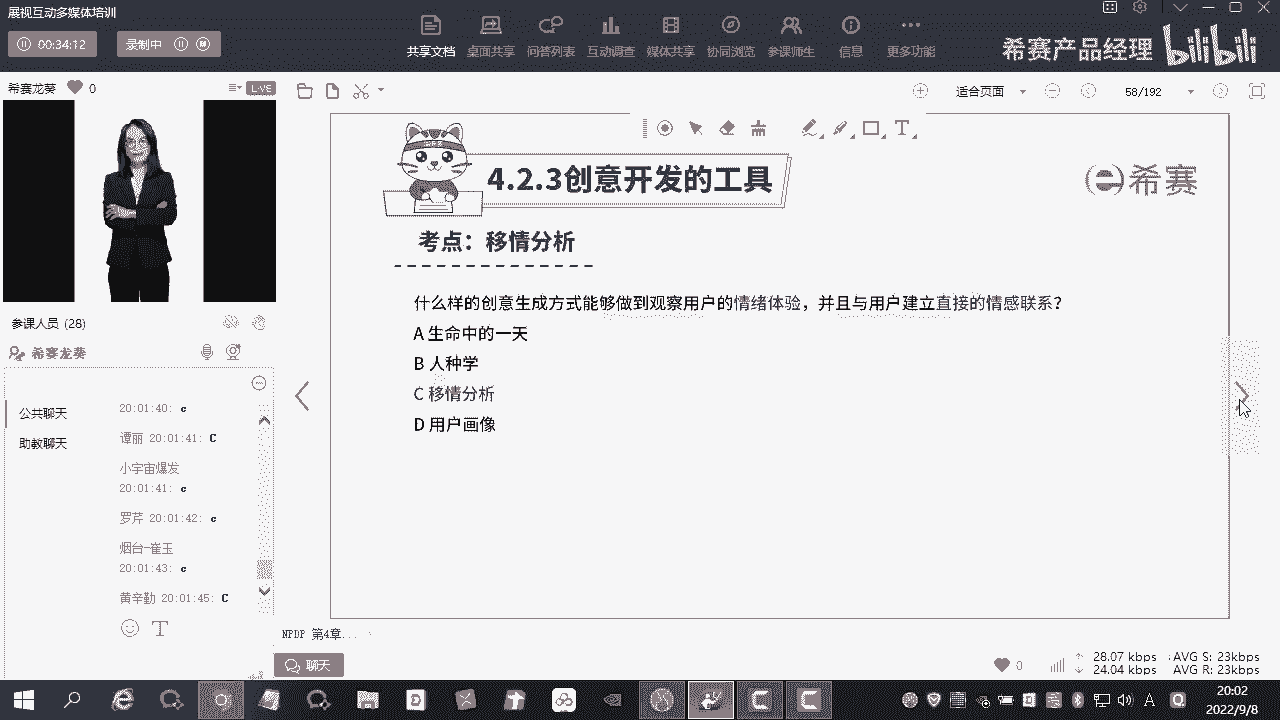 展视互动多媒体培训
00:34:12
录制中
共享文档
桌面共享
问答列表
互动调查
媒体共享
协同浏览
参课师生
信息
更多功能
希赛产品经理
bilibili
希赛龙葵
0
LIVE
适合页面
58/192
4.2.3创意开发的工具
希赛
考点：移情分析
什么样的创意生成方式能够做到观察用户的情绪体验，并且与用户建立直接的情感联系？
A 生命中的一天
B 人种学
C 移情分析
D 用户画像
参课人员 (28)
希赛龙葵
公共聊天
助教聊天
20:01:40: c
谭丽 20:01:41: C
小宇宙爆发
20:01:41: c
罗芹 20:01:42: c
烟台-崔玉
20:01:43: c
黄辛勤 20:01:45: C
NPDP 第4章...
聊天
0
28.07 kbps
AVG S: 23kbps
24.04 kbps
AVG R: 23kbps
20:02
2022/9/8